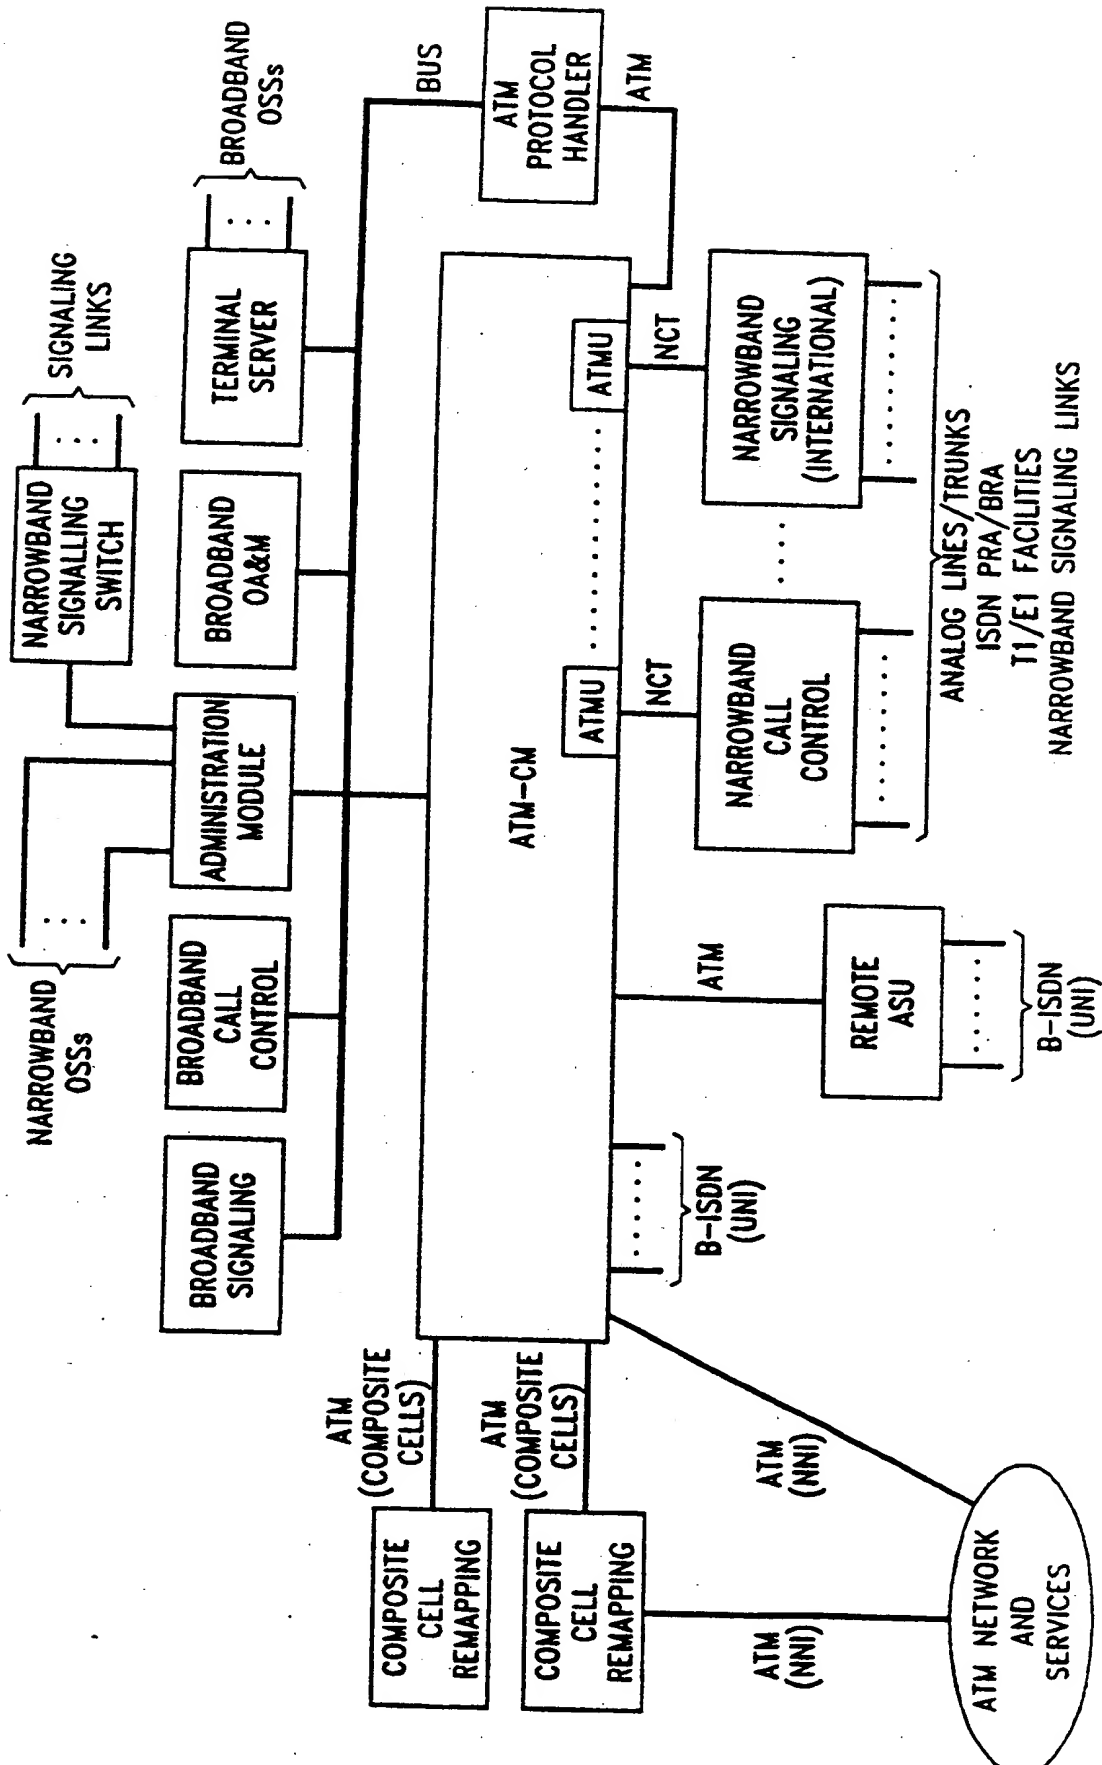 NARROWBAND
OSSs
NARROWBAND
SIGNALLING
SWITCH
SIGNALING
LINKS
BROADBAND
SIGNALING
BROADBAND
CALL
CONTROL
ADMINISTRATION
MODULE
BROADBAND
OA&M
TERMINAL
SERVER
BROADBAND
OSSs
BUS
ATM
PROTOCOL
HANDLER
ATM
ATM
(COMPOSITE
CELLS)
ATM
(COMPOSITE
CELLS)
COMPOSITE
CELL
REMAPPING
COMPOSITE
CELL
REMAPPING
ATM-CM
ATMU
ATMU
NCT
NCT
ATM
(NNI)
ATM
(NNI)
ATM NETWORK
AND
SERVICES
B-ISDN
(UNI)
ATM
REMOTE
ASU
B-ISDN
(UNI)
NARROWBAND
CALL
CONTROL
NARROWBAND
SIGNALING
(INTERNATIONAL)
ANALOG LINES/TRUNKS
ISDN PRA/BRA
T1/E1 FACILITIES
NARROWBAND SIGNALING LINKS